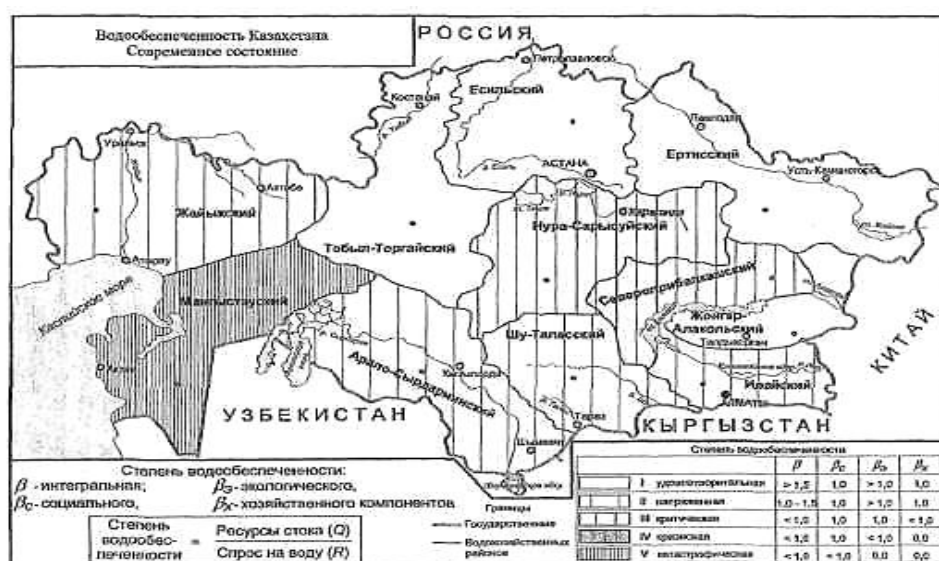 Водообеспеченность Казахстана
Современное состояние
РОССИЯ
Петропавловск
Костанай
Есильский
р. Тобол
Павлодар
Уральск
АСТАНА
Ертисский
Усть-Каменогорск
Актобе
Жайыкский
Нура-Сарысуйский
Тобыл-Торгайский
Атырау
Каспийское море
Мангыстауский
Североприбалхашский
Жонгар-
Алакольский
Талдыкорган
КИТАЙ
Шу-Таласский
Арало-Сырдарьинский
Кызылорда
Актау
Илийский
АЛМАТЫ
Тараз
УЗБЕКИСТАН
КЫРГЫЗСТАН
Шымкент
Степень водообеспеченности:
β - интегральная;
βэ- экологического,
βс- социального,
βх- хозяйственного компонентов
Степень
водообес-
печенности
=
Ресурсы стока (Q)
Спрос на воду (R)
Границы
Государственные
Водохозяйственных
районов
Степень водообеспеченности
β βс βэ βх
I удовлетворительная >1,5 1,0 >1,0 1,0
II напряженная 1,0 - 1,5 1,0 >1,0 1,0
III критическая <1,0 1,0 1,0 <1,0
IV кризисная <1,0 1,0 <1,0 0,0
V катастрофическая <1,0 <1,0 0,0 0,0